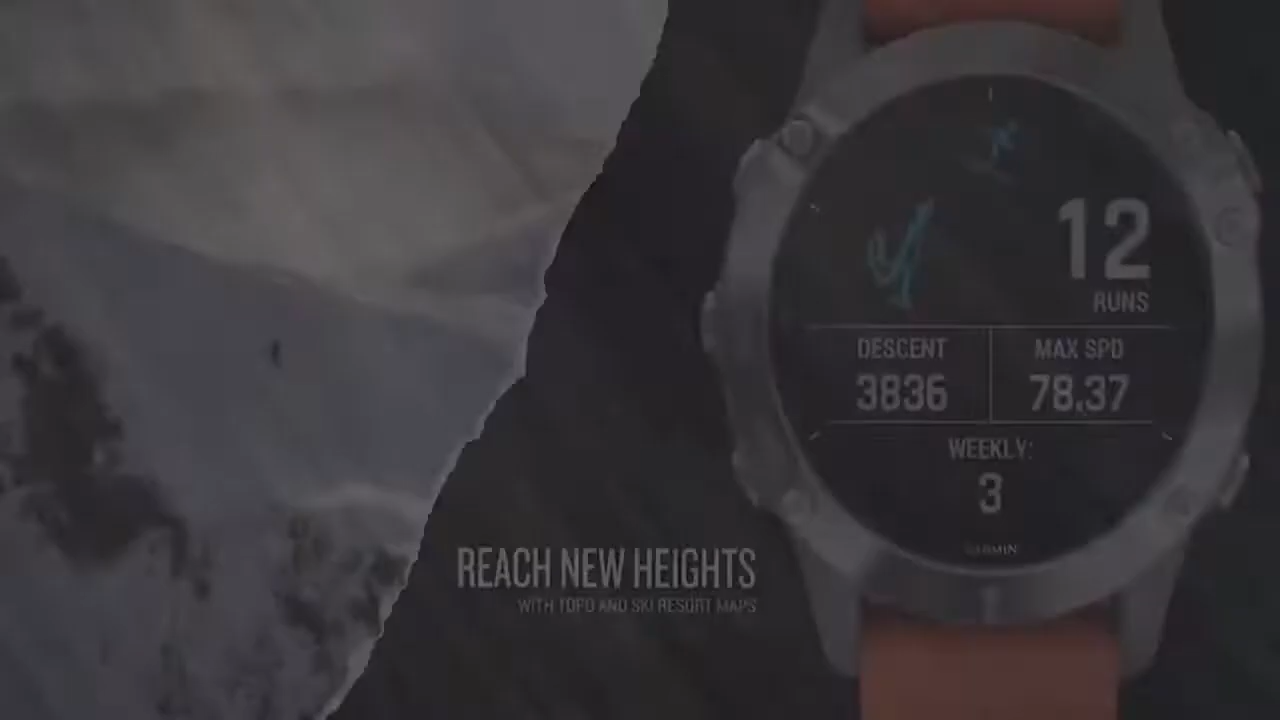 12
RUNS
DESCENT
MAX SPD
3836
78.37
WEEKLY:
3
GARMIN
REACH NEW HEIGHTS
WITH TOPO AND SKI RESORT MAPS